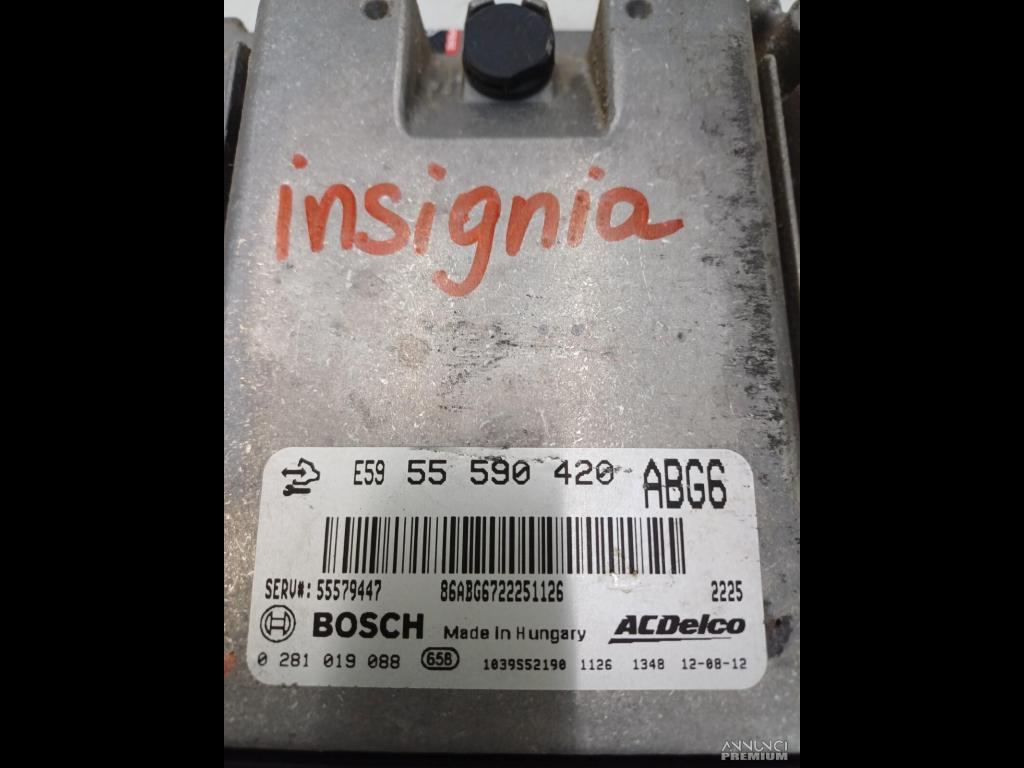 insignia
E59 55 590 420 ABG6
SERV#: 55579447 86ABG6722251126 2225
BOSCH Made in Hungary ACDelco
0 281 019 088 658 1039S52190 1126 1348 12-08-12
ANNUNCI
PREMIUM